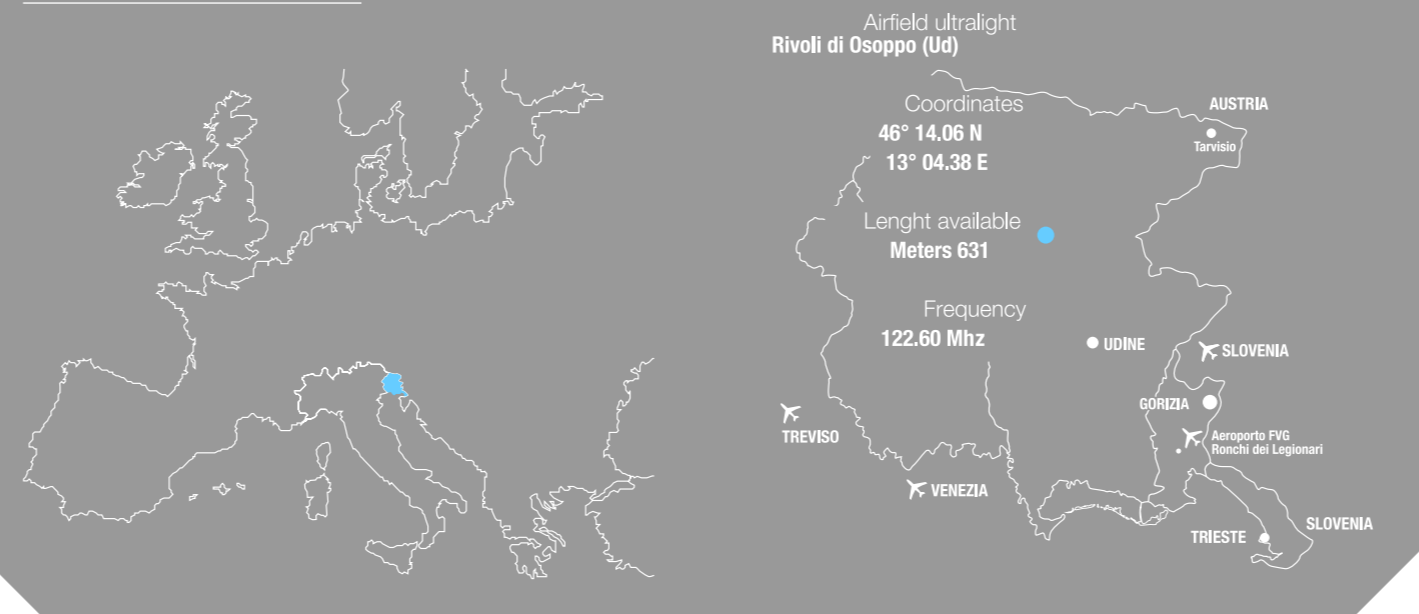 Airfield ultralight
Rivoli di Osoppo (Ud)
Coordinates
46° 14.06 N
13° 04.38 E
Lenght available
Meters 631
Frequency
122.60 Mhz
AUSTRIA
Tarvisio
UDINE
SLOVENIA
GORIZIA
TREVISO
Aeroporto FVG
Ronchi dei Legionari
VENEZIA
SLOVENIA
TRIESTE